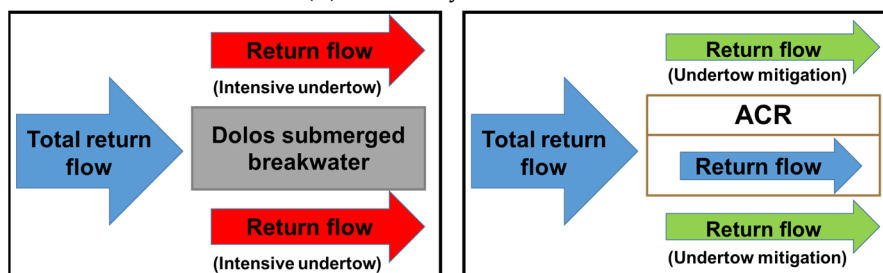 Return flow
(Intensive undertow)
Total return
flow
Dolos submerged
breakwater
Return flow
(Intensive undertow)
Return flow
(Undertow mitigation)
Total return
flow
ACR
Return flow
Return flow
(Undertow mitigation)